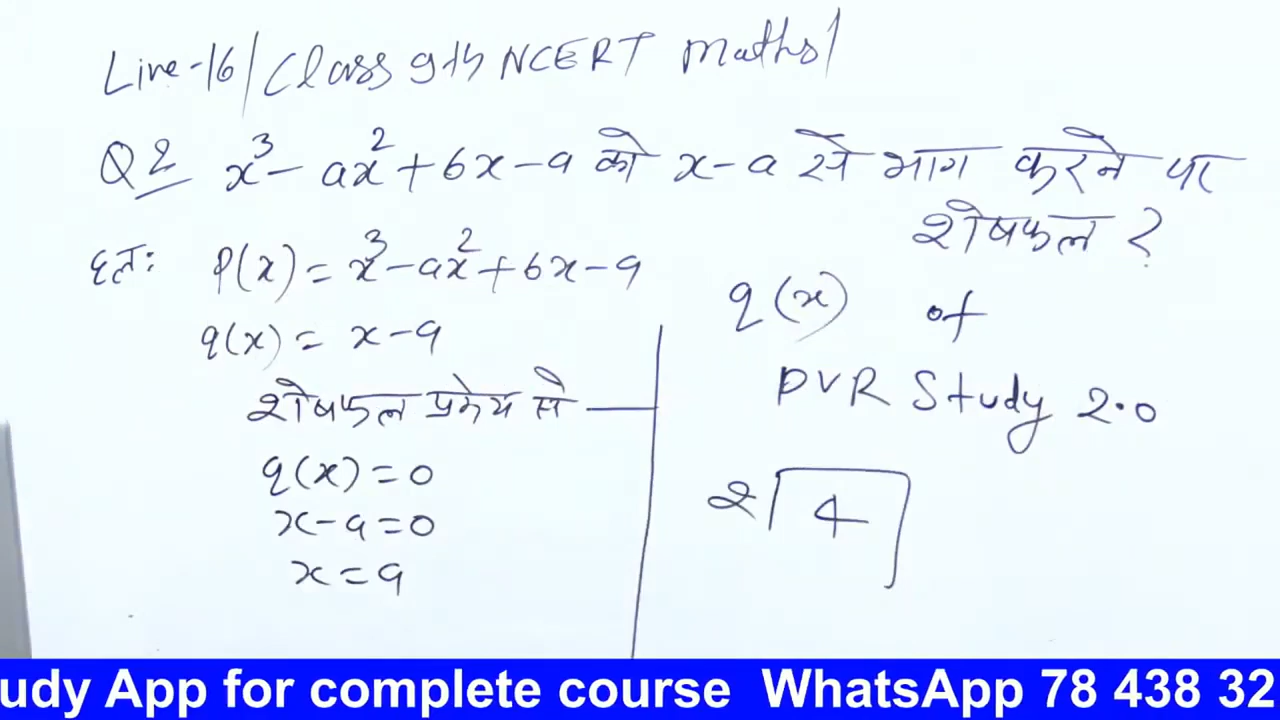 Live-16/Class 9th NCERT Maths/
Q2 x³-ax²+6x-a को x-a से भाग करने पर
शेषफल ?
हल: P(x) = x³-ax²+6x-a
q(x) = x-a
शेषफल प्रमेय से —
q(x)=0
x-a=0
x=a
q(x) of
PVR Study 2.0
2 4
udy App for complete course WhatsApp 78 438 32